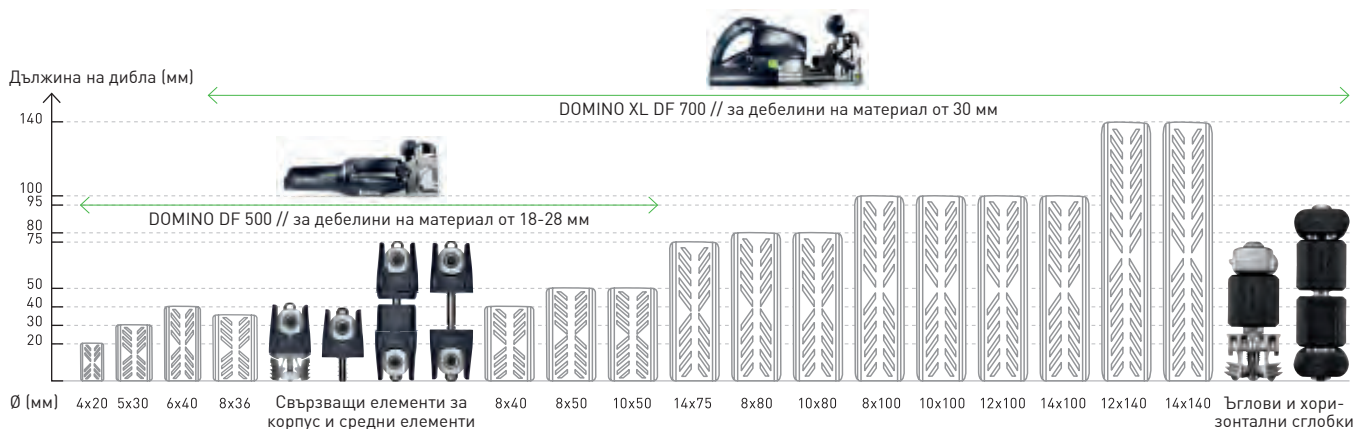 Дължина на дибла (мм)
DOMINO XL DF 700 // за дебелини на материал от 30 мм
140
DOMINO DF 500 // за дебелини на материал от 18-28 мм
100
95
80
75
50
40
30
20
Ø (мм) 4x20 5x30 6x40 8x36 Свързващи елементи за 8x40 8x50 10x50 14x75 8x80 10x80 8x100 10x100 12x100 14x100 12x140 14x140 Ъглови и хори-
корпус и средни елементи зонтални сглобки